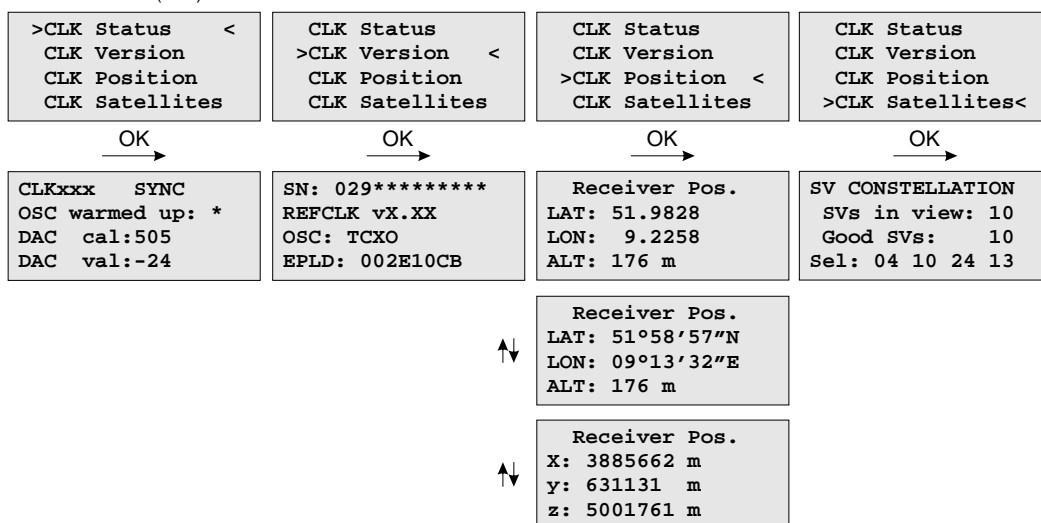 >CLK Status <
CLK Version
CLK Position
CLK Satellites
CLK Status
>CLK Version <
CLK Position
CLK Satellites
CLK Status
CLK Version
>CLK Position <
CLK Satellites
CLK Status
CLK Version
CLK Position
>CLK Satellites<
OK
OK
OK
OK
CLKxxx SYNC
OSC warmed up: *
DAC cal:505
DAC val:-24
SN: 029*********
REFCLK vX.XX
OSC: TCXO
EPLD: 002E10CB
Receiver Pos.
LAT: 51.9828
LON: 9.2258
ALT: 176 m
SV CONSTELLATION
SVs in view: 10
Good SVs: 10
Sel: 04 10 24 13
Receiver Pos.
LAT: 51°58′57″N
LON: 09°13′32″E
ALT: 176 m
Receiver Pos.
X: 3885662 m
y: 631131 m
z: 5001761 m